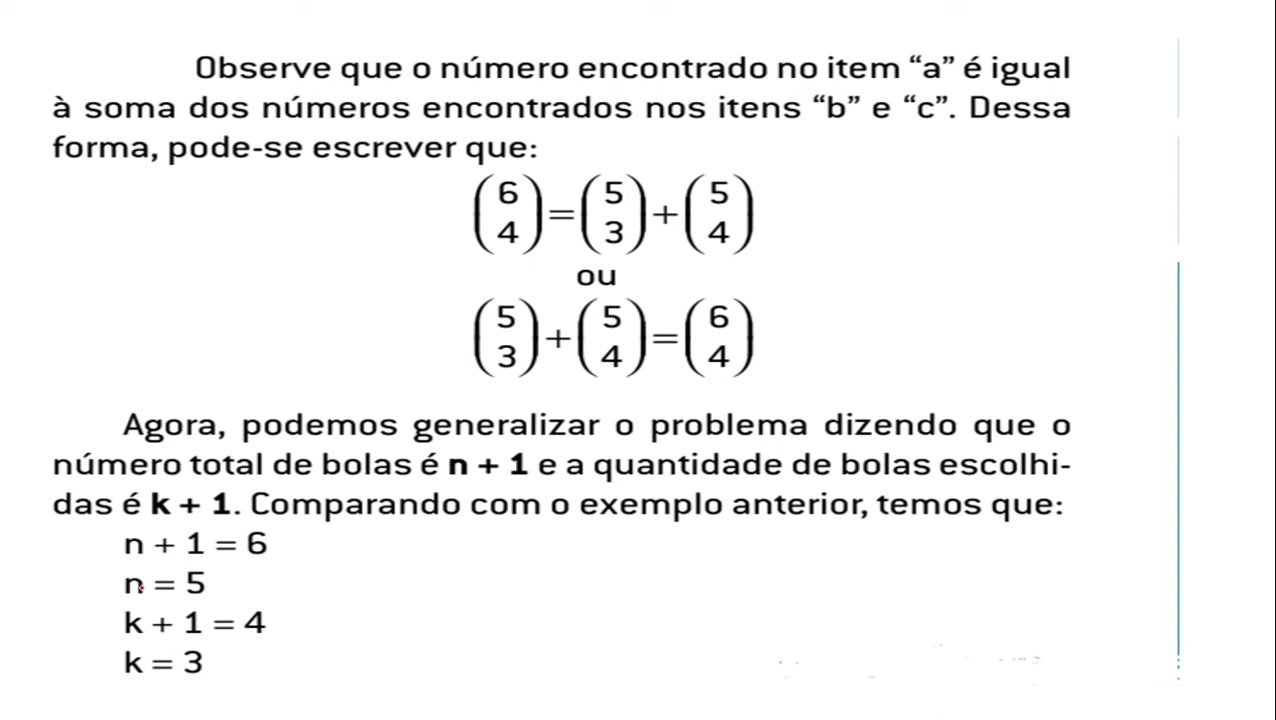 Observe que o número encontrado no item “a” é igual
à soma dos números encontrados nos itens “b” e “c”. Dessa
forma, pode-se escrever que:
(6 4) = (5 3) + (5 4)
ou
(5 3) + (5 4) = (6 4)
Agora, podemos generalizar o problema dizendo que o
número total de bolas é n + 1 e a quantidade de bolas escolhi-
das é k + 1. Comparando com o exemplo anterior, temos que:
n + 1 = 6
n = 5
k + 1 = 4
k = 3